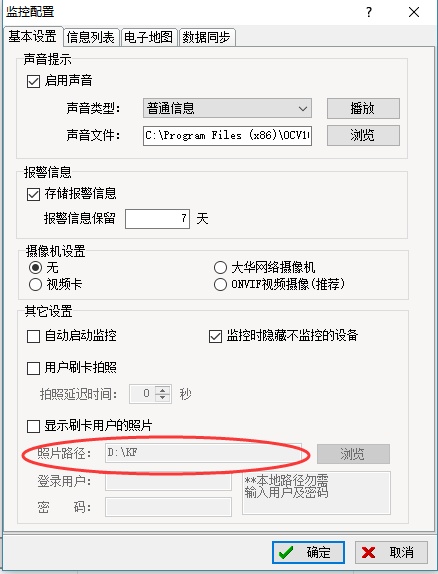 监控配置
基本设置 信息列表 电子地图 数据同步
声音提示
启用声音
声音类型： 普通信息 播放
声音文件： C:\Program Files (x86)\OCV1 浏览
报警信息
存储报警信息
报警信息保留 7 天
摄像机设置
无 大华网络摄像机
视频卡 ONVIF视频摄像(推荐)
其它设置
自动启动监控 监控时隐藏不监控的设备
用户刷卡拍照
拍照延迟时间： 0 秒
显示刷卡用户的照片
照片路径： D:\KF 浏览
登录用户： **本地路径勿需
输入用户及密码
密 码：
确定 取消